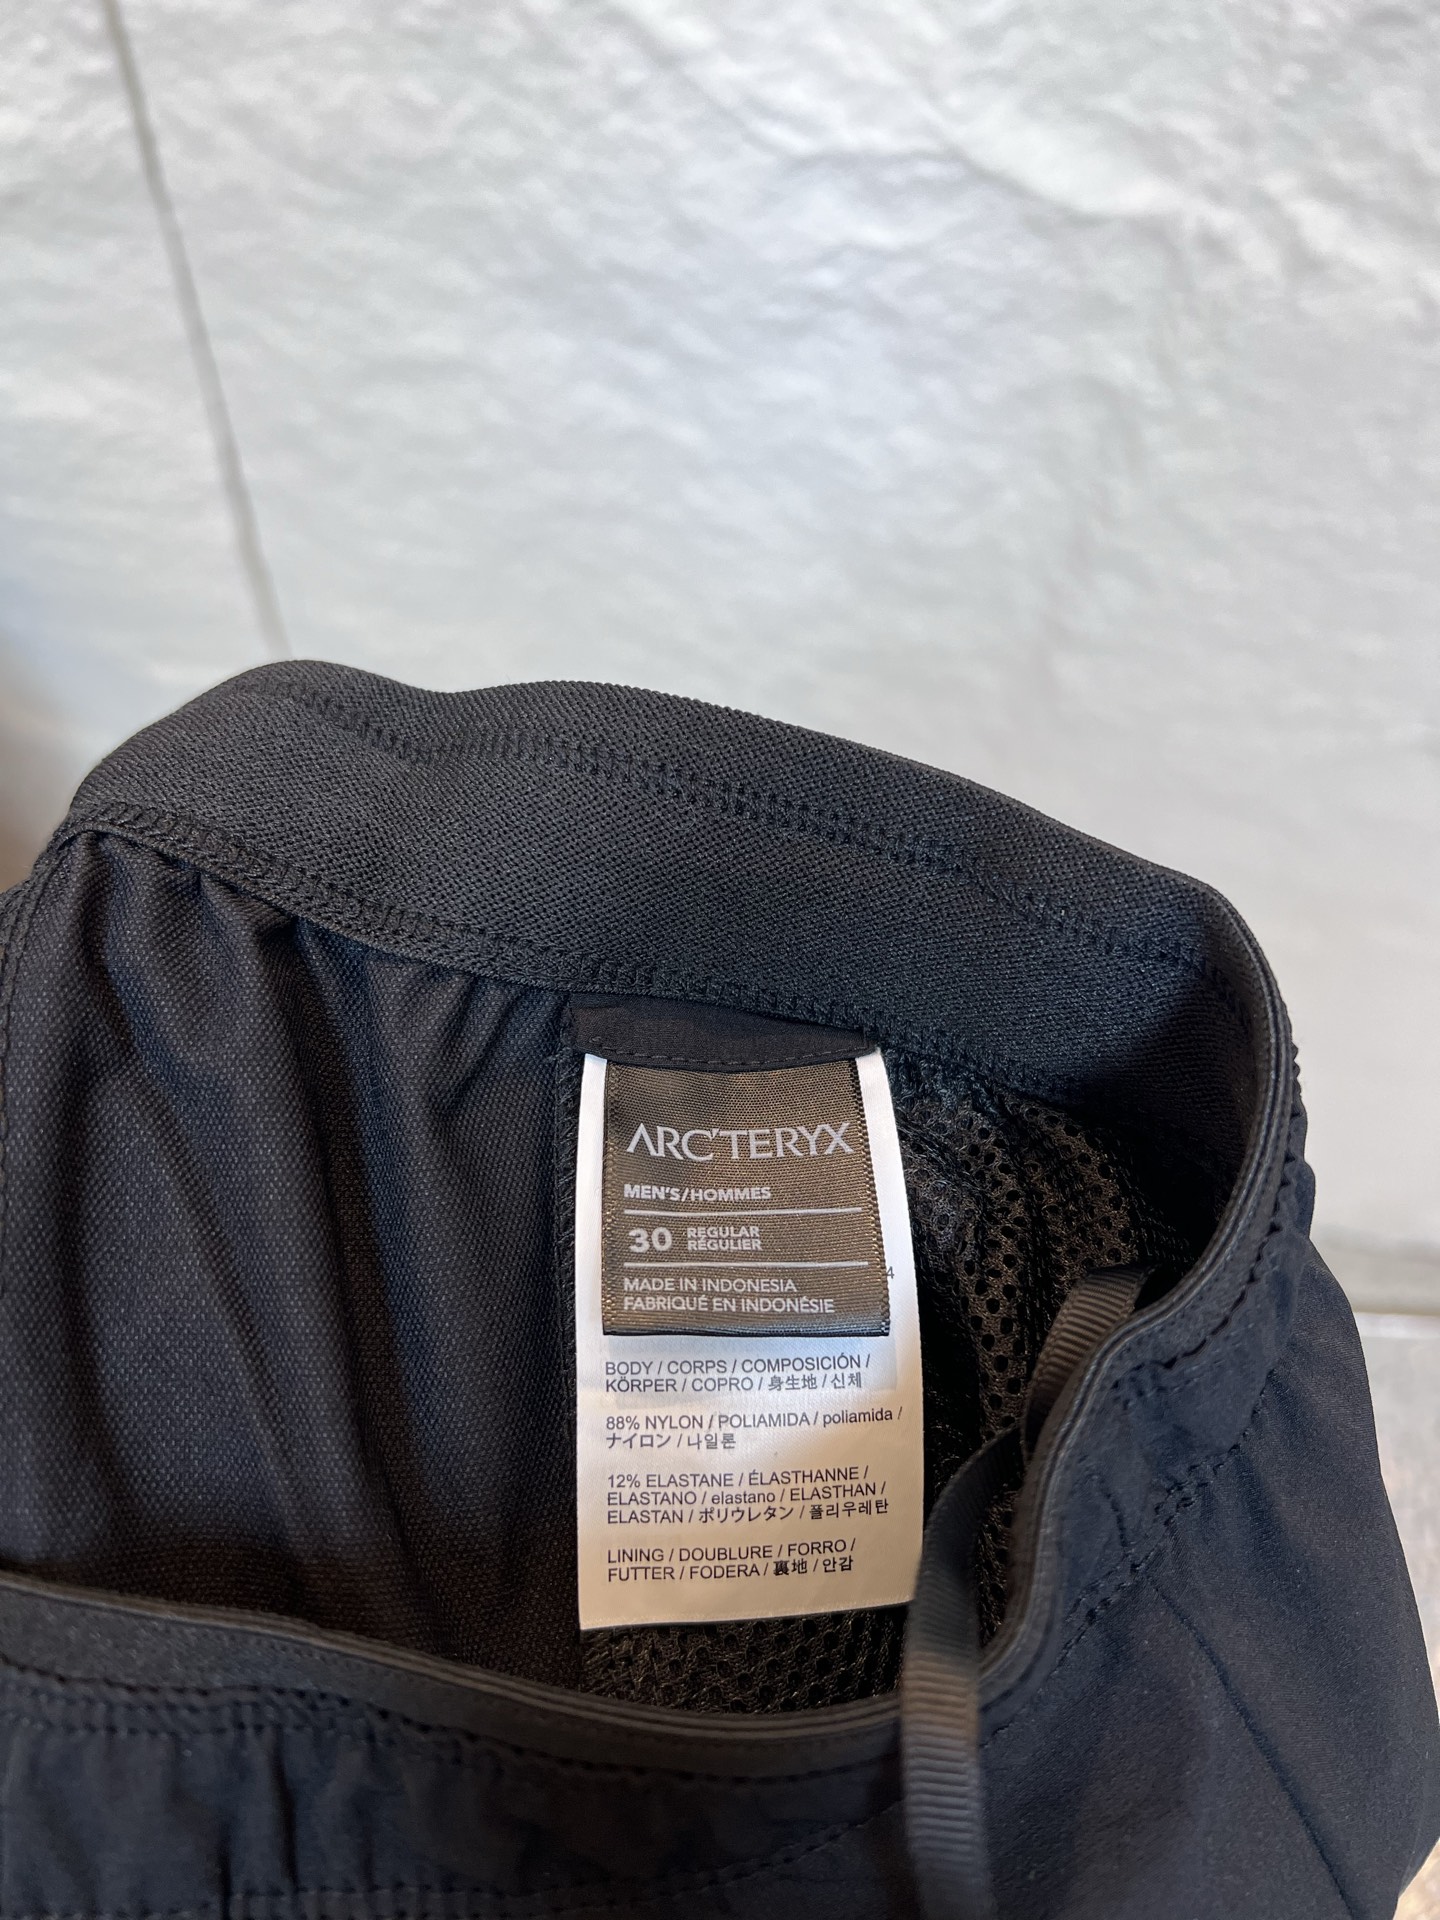 ARC'TERYX
MEN'S/HOMMES
30 REGULAR
RÉGULIER
MADE IN INDONESIA
FABRIQUÉ EN INDONÉSIE
4
BODY / CORPS / COMPOSICIÓN /
KÖRPER / COPRO / 身生地 / 신체
88% NYLON / POLIAMIDA / poliamida /
ナイロン / 나일론
12% ELASTANE / ÉLASTHANNE /
ELASTANO / elastano / ELASTHAN /
ELASTAN / ポリウレタン / 폴리우레탄
LINING / DOUBLURE / FORRO /
FUTTER / FODERA / 裏地 / 안감